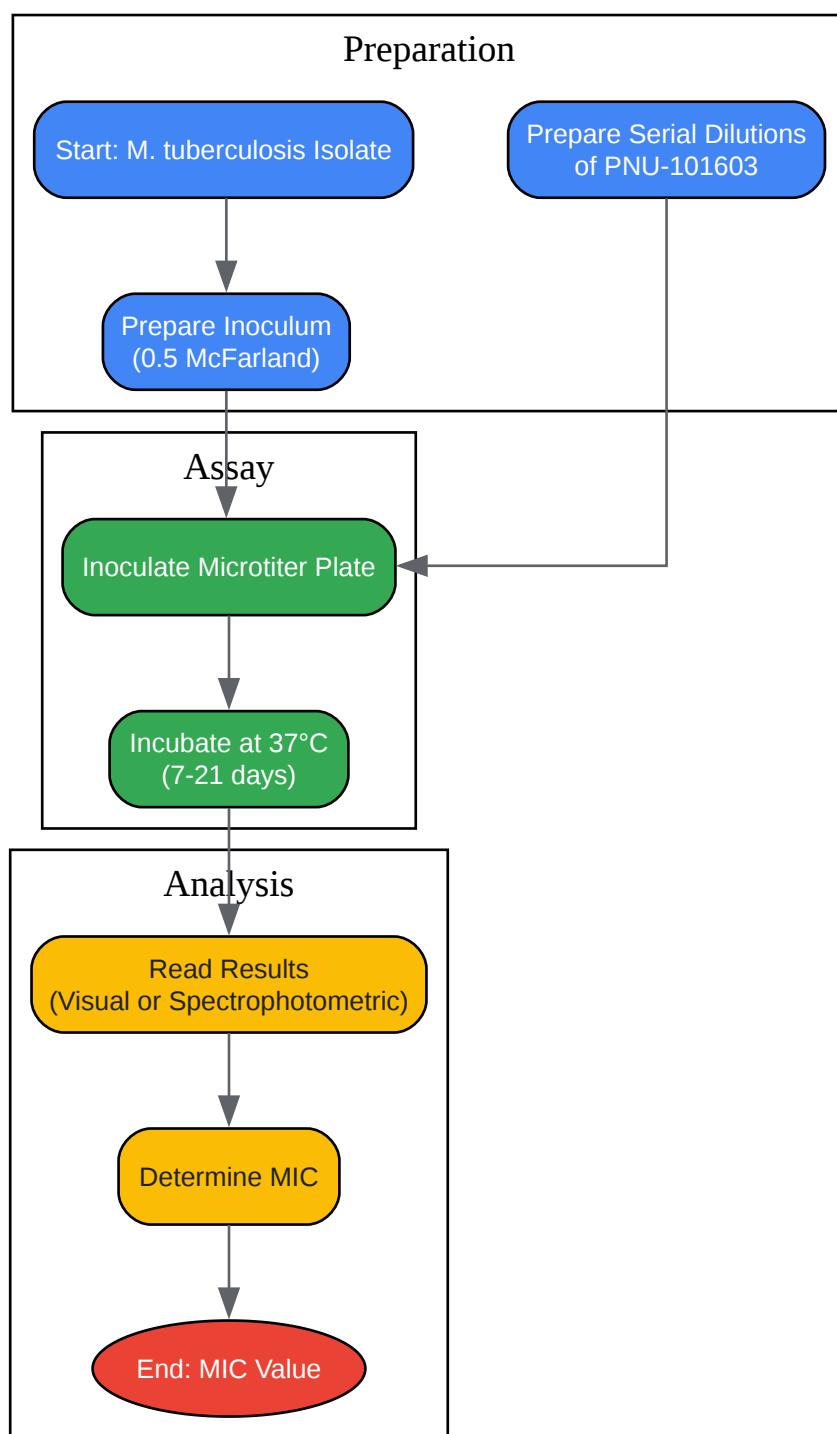 Preparation
Start: M. tuberculosis Isolate
Prepare Serial Dilutions
of PNU-101603
Prepare Inoculum
(0.5 McFarland)
Assay
Inoculate Microtiter Plate
Incubate at 37°C
(7-21 days)
Analysis
Read Results
(Visual or Spectrophotometric)
Determine MIC
End: MIC Value